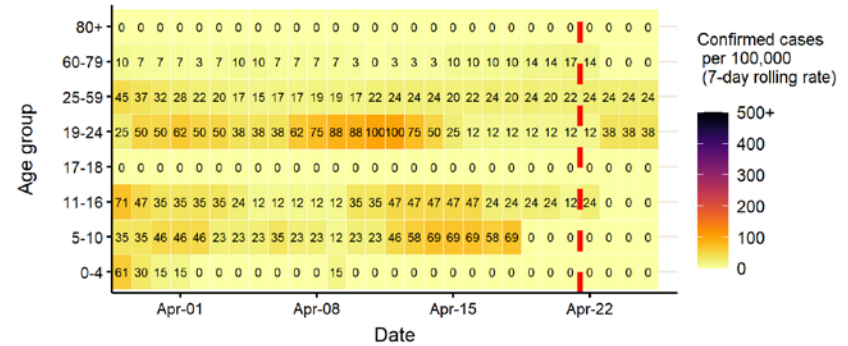 80+ 0 0 0 0 0 0 0 0 0 0 0 0 0 0 0 0 0 0 0 0 0 0 0 0 0 0 0 0
60-79 10 7 7 7 3 7 10 10 7 7 7 7 3 0 3 3 3 10 10 10 10 14 14 17 14 0 0 0
25-59 45 37 32 28 22 20 17 15 17 17 19 19 17 22 24 24 24 20 22 24 20 24 20 22 24 24 24 24
19-24 25 50 50 62 50 50 38 38 38 62 75 88 88 100 100 75 50 25 12 12 12 12 12 12 12 38 38 38
17-18 0 0 0 0 0 0 0 0 0 0 0 0 0 0 0 0 0 0 0 0 0 0 0 0 0 0 0 0
11-16 71 47 35 35 35 35 24 12 12 12 12 12 35 35 47 47 47 47 47 24 24 24 24 12 24 0 0 0
5-10 35 35 46 46 46 23 23 23 35 23 23 12 23 23 46 58 69 69 69 58 69 0 0 0 0 0 0 0
0-4 61 30 15 15 0 0 0 0 0 0 0 15 0 0 0 0 0 0 0 0 0 0 0 0 0 0 0 0
Age group
Apr-01 Apr-08 Apr-15 Apr-22
Date
Confirmed cases
per 100,000
(7-day rolling rate)
500+
400
300
200
100
0